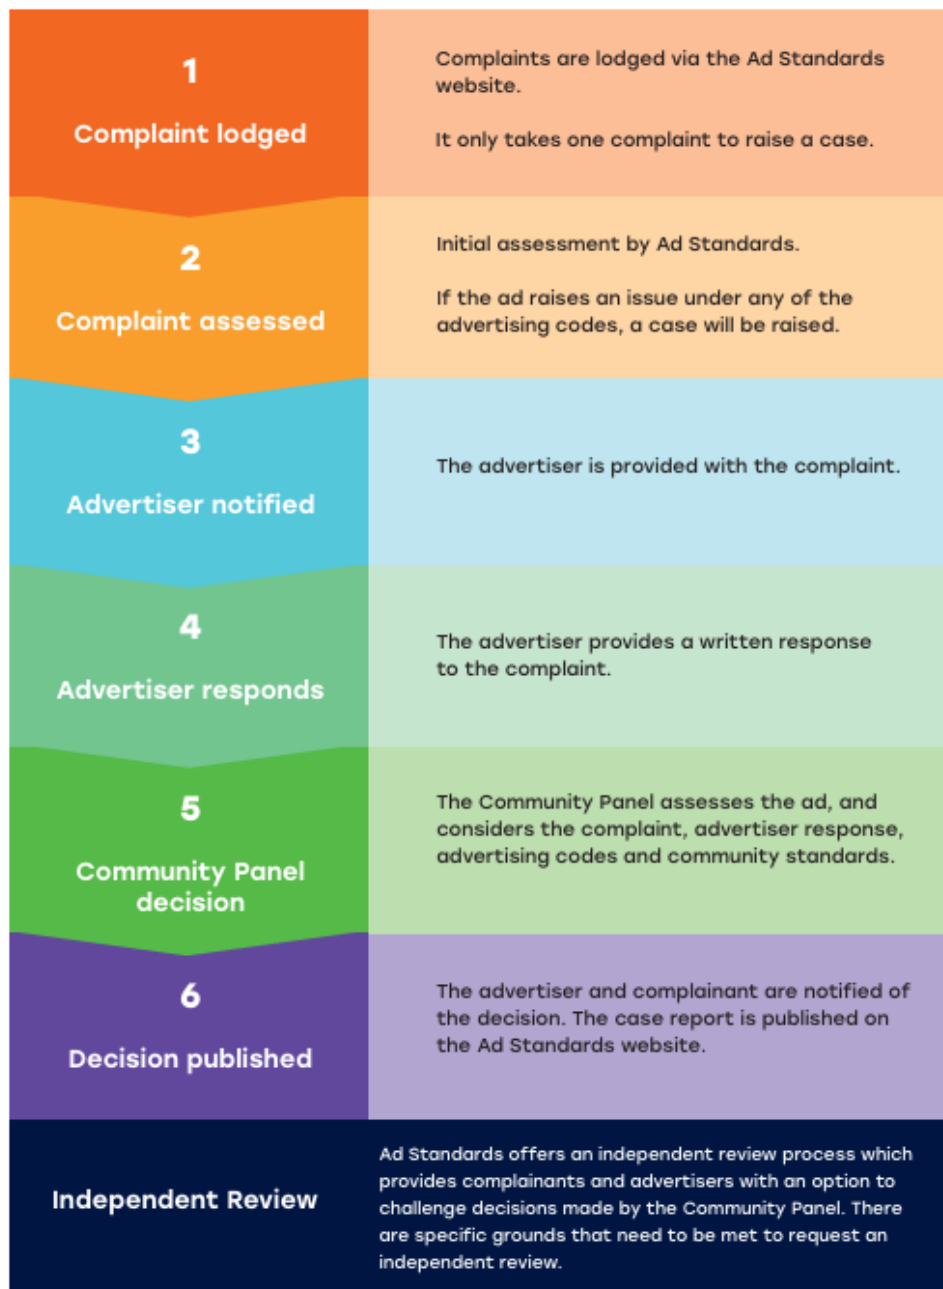 1
Complaint lodged
Complaints are lodged via the Ad Standards
website.
It only takes one complaint to raise a case.
2
Complaint assessed
Initial assessment by Ad Standards.
If the ad raises an issue under any of the
advertising codes, a case will be raised.
3
Advertiser notified
The advertiser is provided with the complaint.
4
Advertiser responds
The advertiser provides a written response
to the complaint.
5
Community Panel
decision
The Community Panel assesses the ad, and
considers the complaint, advertiser response,
advertising codes and community standards.
6
Decision published
The advertiser and complainant are notified of
the decision. The case report is published on
the Ad Standards website.
Independent Review
Ad Standards offers an independent review process which
provides complainants and advertisers with an option to
challenge decisions made by the Community Panel. There
are specific grounds that need to be met to request an
independent review.